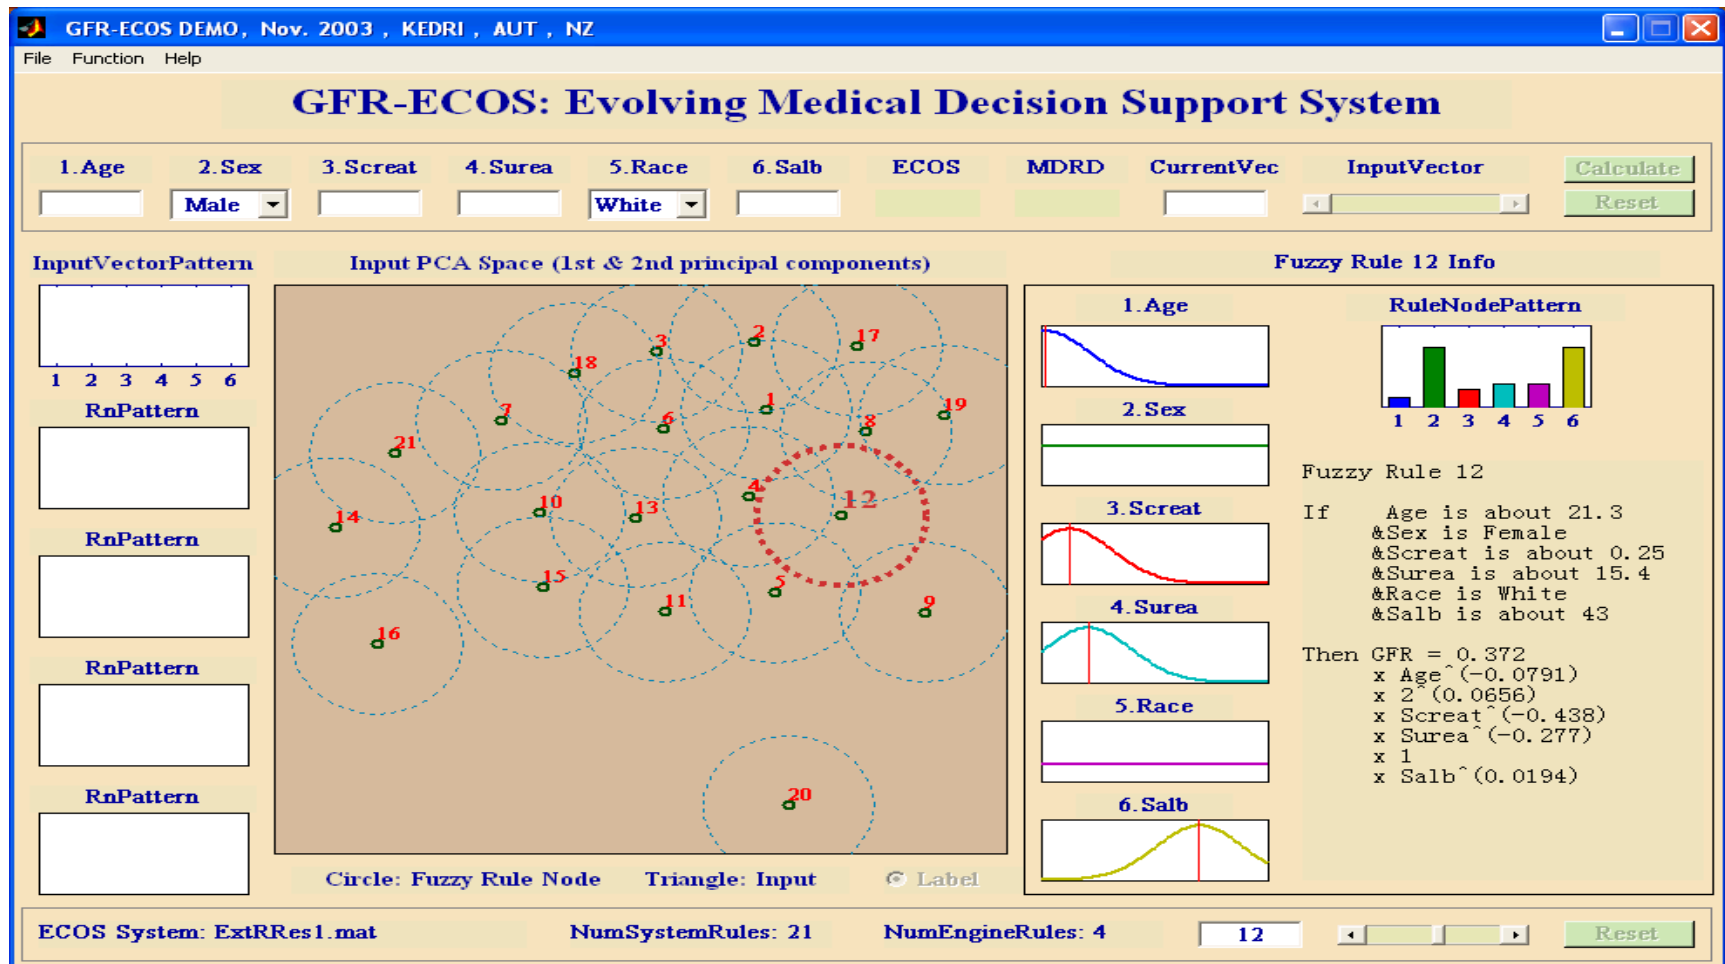 GFR-ECOS DEMO, Nov. 2003 , KEDRI , AUT , NZ
File Function Help
GFR-ECOS: Evolving Medical Decision Support System
1.Age 2.Sex 3.Screat 4.Surea 5.Race 6.Salb ECOS MDRD CurrentVec InputVector Calculate
Male White Reset
InputVectorPattern
1 2 3 4 5 6
RnPattern
RnPattern
RnPattern
RnPattern
Input PCA Space (1st & 2nd principal components)
2
17
3
18
1
19
7
6
8
21
4
12
10
13
14
15
5
11
9
16
20
Circle: Fuzzy Rule Node Triangle: Input Label
Fuzzy Rule 12 Info
1.Age
2.Sex
3.Screat
4.Surea
5.Race
6.Salb
RuleNodePattern
1 2 3 4 5 6
Fuzzy Rule 12
If Age is about 21.3
&Sex is Female
&Screat is about 0.25
&Surea is about 15.4
&Race is White
&Salb is about 43
Then GFR = 0.372
x Age^(-0.0791)
x 2^(0.0656)
x Screat^(-0.438)
x Surea^(-0.277)
x 1
x Salb^(0.0194)
ECOS System: ExtRRes1.mat NumSystemRules: 21 NumEngineRules: 4 12 Reset